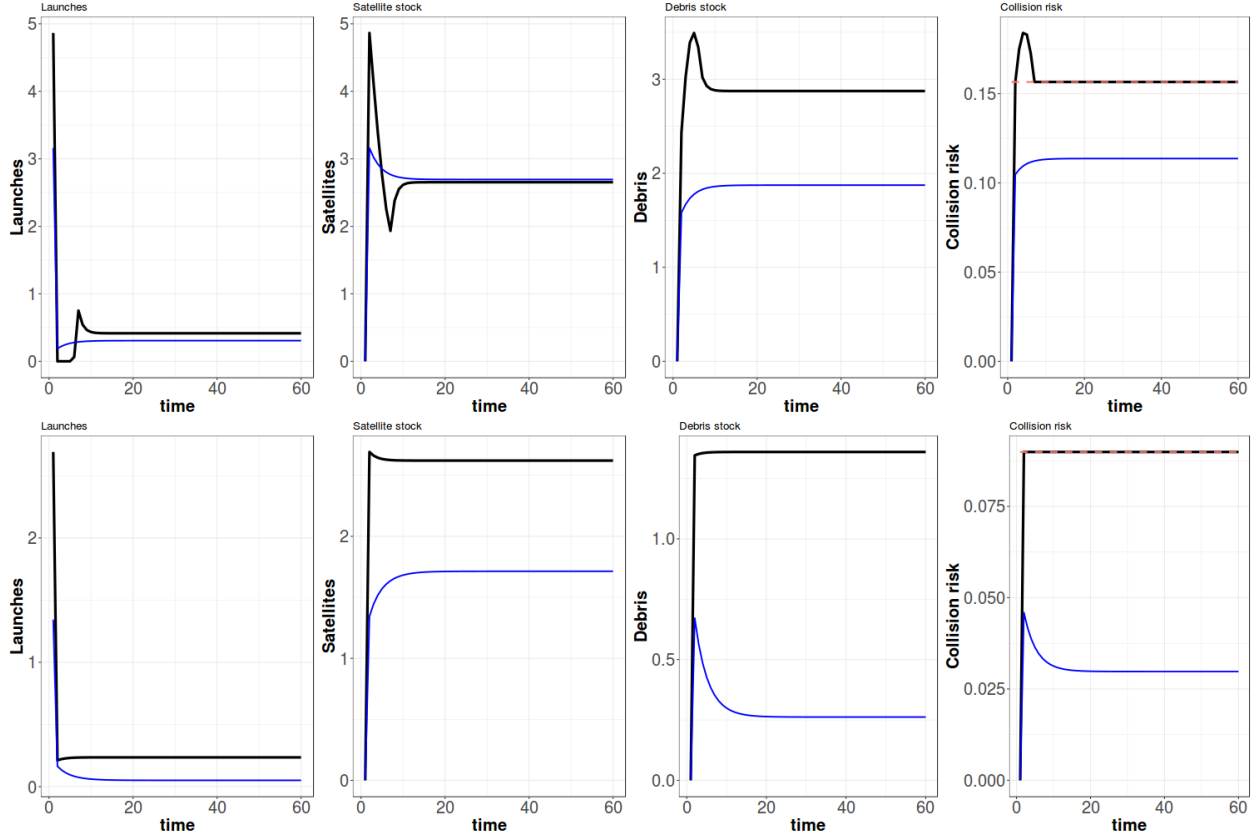 Launches
Launches
5
4
3
2
1
0
0 20 40 60
time
Satellite stock
Satellites
5
4
3
2
1
0
0 20 40 60
time
Debris stock
Debris
3
2
1
0
0 20 40 60
time
Collision risk
Collision risk
0.15
0.10
0.05
0.00
0 20 40 60
time
Launches
Launches
2
1
0
0 20 40 60
time
Satellite stock
Satellites
2
1
0
0 20 40 60
time
Debris stock
Debris
1.0
0.5
0.0
0 20 40 60
time
Collision risk
Collision risk
0.075
0.050
0.025
0.000
0 20 40 60
time